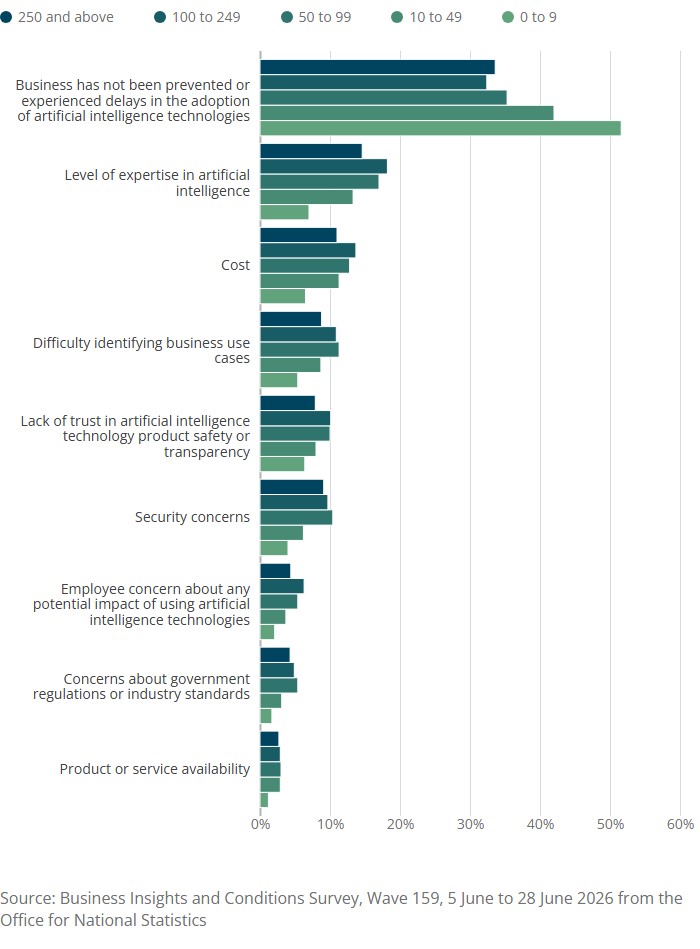 250 and above
100 to 249
50 to 99
10 to 49
0 to 9
Business has not been prevented or
experienced delays in the adoption
of artificial intelligence technologies
Level of expertise in artificial
intelligence
Cost
Difficulty identifying business use
cases
Lack of trust in artificial intelligence
technology product safety or
transparency
Security concerns
Employee concern about any
potential impact of using artificial
intelligence technologies
Concerns about government
regulations or industry standards
Product or service availability
0%
10%
20%
30%
40%
50%
60%
Source: Business Insights and Conditions Survey, Wave 159, 5 June to 28 June 2026 from the
Office for National Statistics